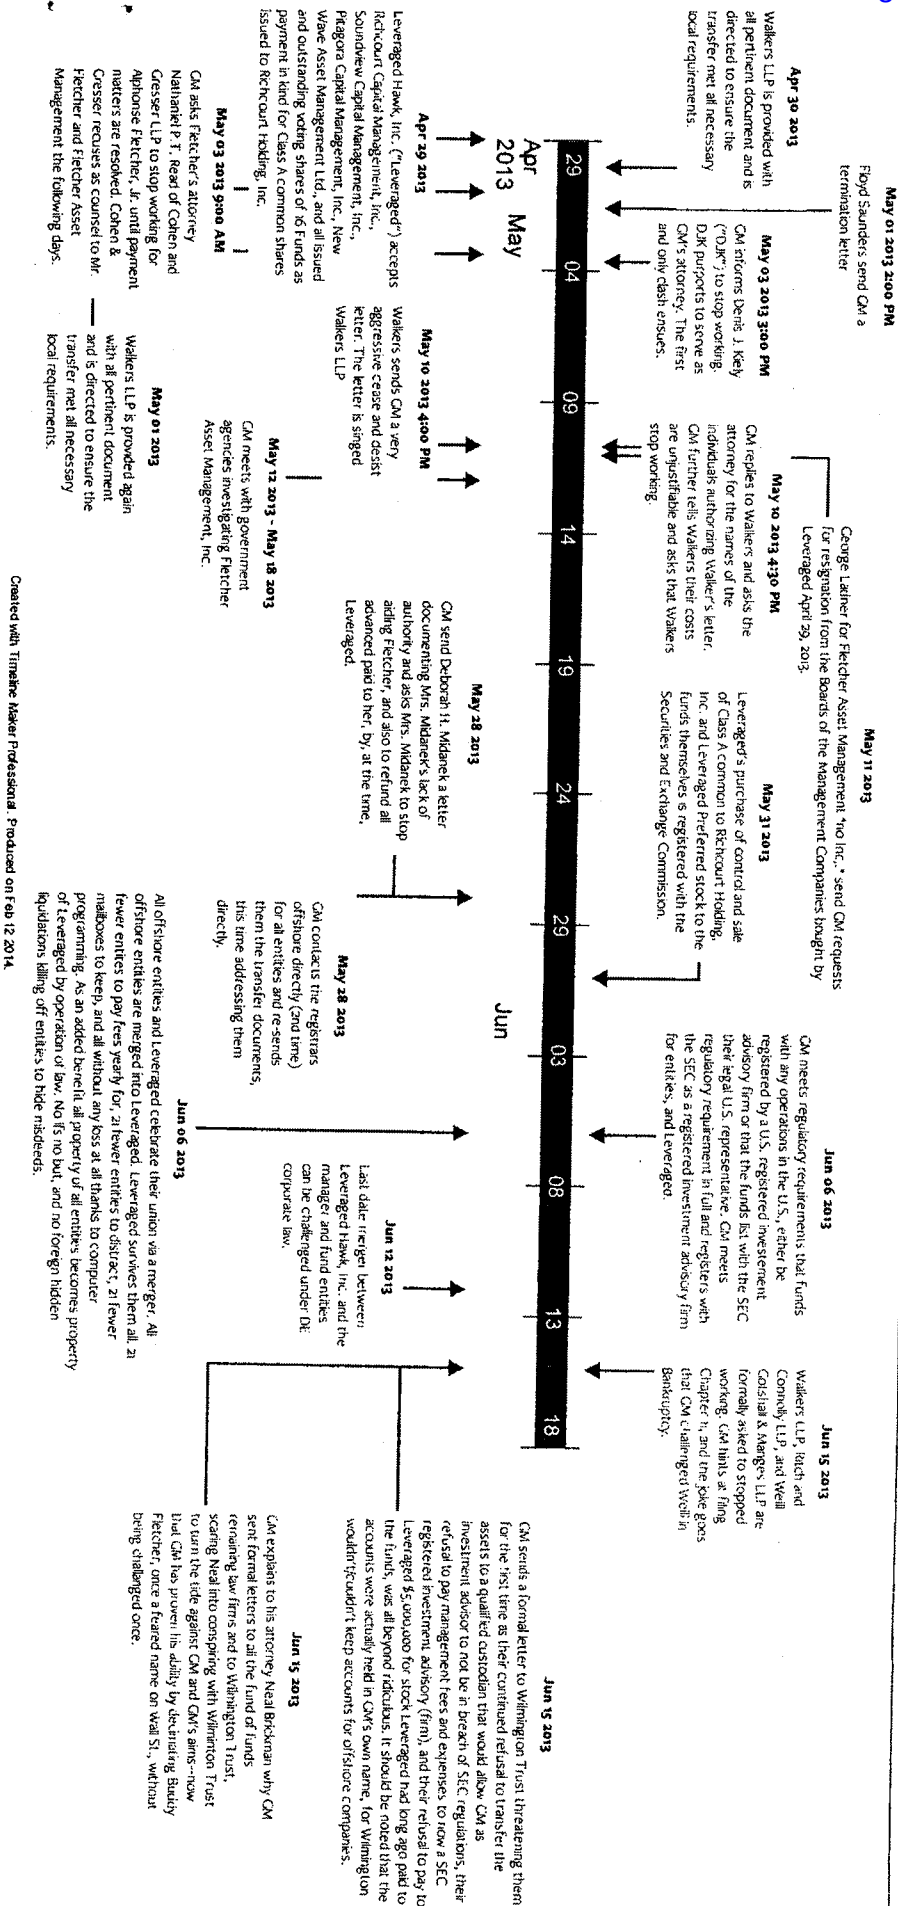 May 01 2013 2:00 PM
Floyd Saunders send GM a
termination letter
Apr 30 2013
Walkers LLP is provided with
all pertinent document and is
directed to ensure the
transfer met all necessary
local requirements.
May 03 2013 3:00 PM
GM informs Denis J. Kiely
("DJK") to stop working.
DJK purports to serve as
GM's attorney. The first
and only clash ensues.
May 11 2013
George Ladner for Fletcher Asset Management "no Inc.." send GM requests
for resignation from the Boards of the Management Companies bought by
Leveraged April 29, 2013.
May 10 2013 4:30 PM
GM replies to Walkers and asks the
attorney for the names of the
individuals authorizing Walker's letter.
GM further tells Walkers their costs
are unjustifiable and asks that Walkers
stop working.
May 31 2013
Leveraged's purchase of control and sale
of Class A common to Richcourt Holding,
Inc. and Leveraged Preferred stock to the
funds themselves is registered with the
Securities and Exchange Commission.
Jun 06 2013
GM meets regulatory requirements that funds
with any operations in the U.S., either be
registered by a U.S. registered investement
advisory firm or that the funds list with the SEC
their legal U.S. representative. GM meets
regulatory requirement in full and registers with
the SEC as a registered investment advisory firm
for entities, and Leveraged.
Jun 15 2013
Walkers LLP, Ritch and
Connolly LLP, and Weill
Gotshall & Manges LLP are
formally asked to stopped
working. GM hints at filing
Chapter 11, and the joke goes
that GM challenged Weill in
Bankruptcy.
29 04 09 14 19 24 29 03 08 13 18
Apr
2013
May
Jun
Apr 29 2013
Leveraged Hawk, Inc. ("Leveraged") accepts
Richcourt Capital Management, Inc.,
Soundview Capital Management, Inc.,
Pitagora Capital Management, Inc., New
Wave Asset Management Ltd., and all issued
and outstanding voting shares of 16 Funds as
payment in kind for Class A common shares
issued to Richcourt Holding, Inc.
May 10 2013 4:00 PM
Walkers sends GM a very
aggressive cease and desist
letter. The letter is singed
Walkers LLP
May 28 2013
GM send Deborah H. Midanek a letter
documenting Mrs. Midanek's lack of
authority and asks Mrs. Midanek to stop
aiding Fletcher, and also to refund all
advanced paid to her, by, at the time,
Leveraged.
Jun 12 2013
Last date merger between
Leveraged Hawk, Inc. and the
manager and fund entities
can be challenged under DE
corporate law.
Jun 15 2013
GM sends a formal letter to Wilmington Trust threatening them
for the first time as their continued refusal to transfer the
assets to a qualified custodian that would allow GM as
investment advisor to not be in breach of SEC regulations, their
refusal to pay management fees and expenses to now a SEC
registered investment advisory (firm), and their refusal to pay to
Leveraged $5,000,000 for stock Leveraged had long ago paid to
the funds, was all beyond ridiculous. It should be noted that the
accounts were actually held in GM's own name, for Wilmington
wouldn't/couldn't keep accounts for offshore companies.
May 03 2013 9:00 AM
GM asks Fletcher's attorney
Nathaniel P. T. Read of Cohen and
Gresser LLP to stop working for
Alphonse Fletcher, Jr. until payment
matters are resolved. Cohen &
Gresser recuses as counsel to Mr.
Fletcher and Fletcher Asset
Management the following days.
May 01 2013
Walkers LLP is provided again
with all pertinent document
and is directed to ensure the
transfer met all necessary
local requirements.
May 12 2013 - May 18 2013
GM meets with government
agencies investigating Fletcher
Asset Management, Inc.
May 28 2013
GM contacts the registrars
offshore directly (2nd time)
for all entities and re-sends
them the transfer documents,
this time addressing them
directly.
Jun 06 2013
All offshore entities and Leveraged celebrate their union via a merger. All
offshore entities are merged into Leveraged. Leveraged survives them all. 21
fewer entites to pay fees yearly for, 21 fewer entities to distract, 21 fewer
mailboxes to keep, and all without any loss at all thanks to computer
programming. As an added benefit all property of all entities becomes property
of Leveraged by operation of law. No ifs no but, and no foreign hidden
liquidations killing off entities to hide misdeeds.
Jun 15 2013
GM explains to his attorney Neal Brickman why GM
sent formal letters to all the fund of funds
remaining law firms and to Wilmington Trust,
scaring Neal into conspiring with Wilminton Trust
to turn the tide against GM and GM's aims--now
that GM has proven his ability by decimating Buddy
Fletcher, once a feared name on Wall St., without
being challanged once.
Created with Timeline Maker Professional. Produced on Feb 12 2014.